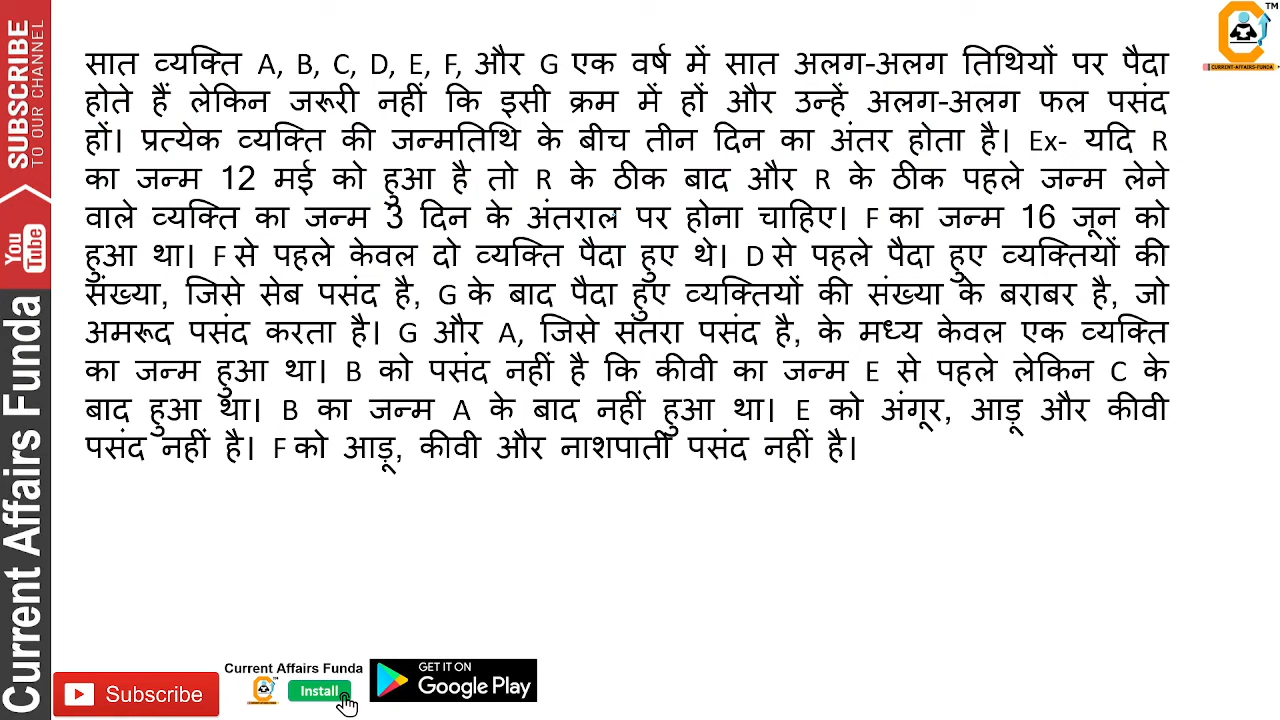 SUBSCRIBE
TO OUR CHANNEL
You
Tube
Current Affairs Funda
TM
CURRENT-AFFAIRS-FUNDA
सात व्यक्ति A, B, C, D, E, F, और G एक वर्ष में सात अलग-अलग तिथियों पर पैदा
होते हैं लेकिन जरूरी नहीं कि इसी क्रम में हों और उन्हें अलग-अलग फल पसंद
हों। प्रत्येक व्यक्ति की जन्मतिथि के बीच तीन दिन का अंतर होता है। Ex- यदि R
का जन्म 12 मई को हुआ है तो R के ठीक बाद और R के ठीक पहले जन्म लेने
वाले व्यक्ति का जन्म 3 दिन के अंतराल पर होना चाहिए। F का जन्म 16 जून को
हुआ था। F से पहले केवल दो व्यक्ति पैदा हुए थे। D से पहले पैदा हुए व्यक्तियों की
संख्या, जिसे सेब पसंद है, G के बाद पैदा हुए व्यक्तियों की संख्या के बराबर है, जो
अमरूद पसंद करता है। G और A, जिसे संतरा पसंद है, के मध्य केवल एक व्यक्ति
का जन्म हुआ था। B को पसंद नहीं है कि कीवी का जन्म E से पहले लेकिन C के
बाद हुआ था। B का जन्म A के बाद नहीं हुआ था। E को अंगूर, आड़ू और कीवी
पसंद नहीं है। F को आड़ू, कीवी और नाशपाती पसंद नहीं है।
Subscribe
Current Affairs Funda
Install
GET IT ON
Google Play